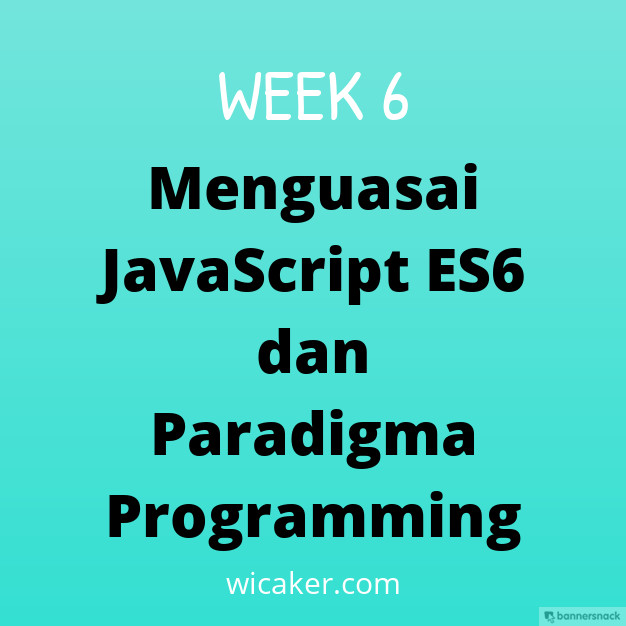 WEEK 6
Menguasai
JavaScript ES6
dan
Paradigma
Programming
wicaker.com
bannersnack